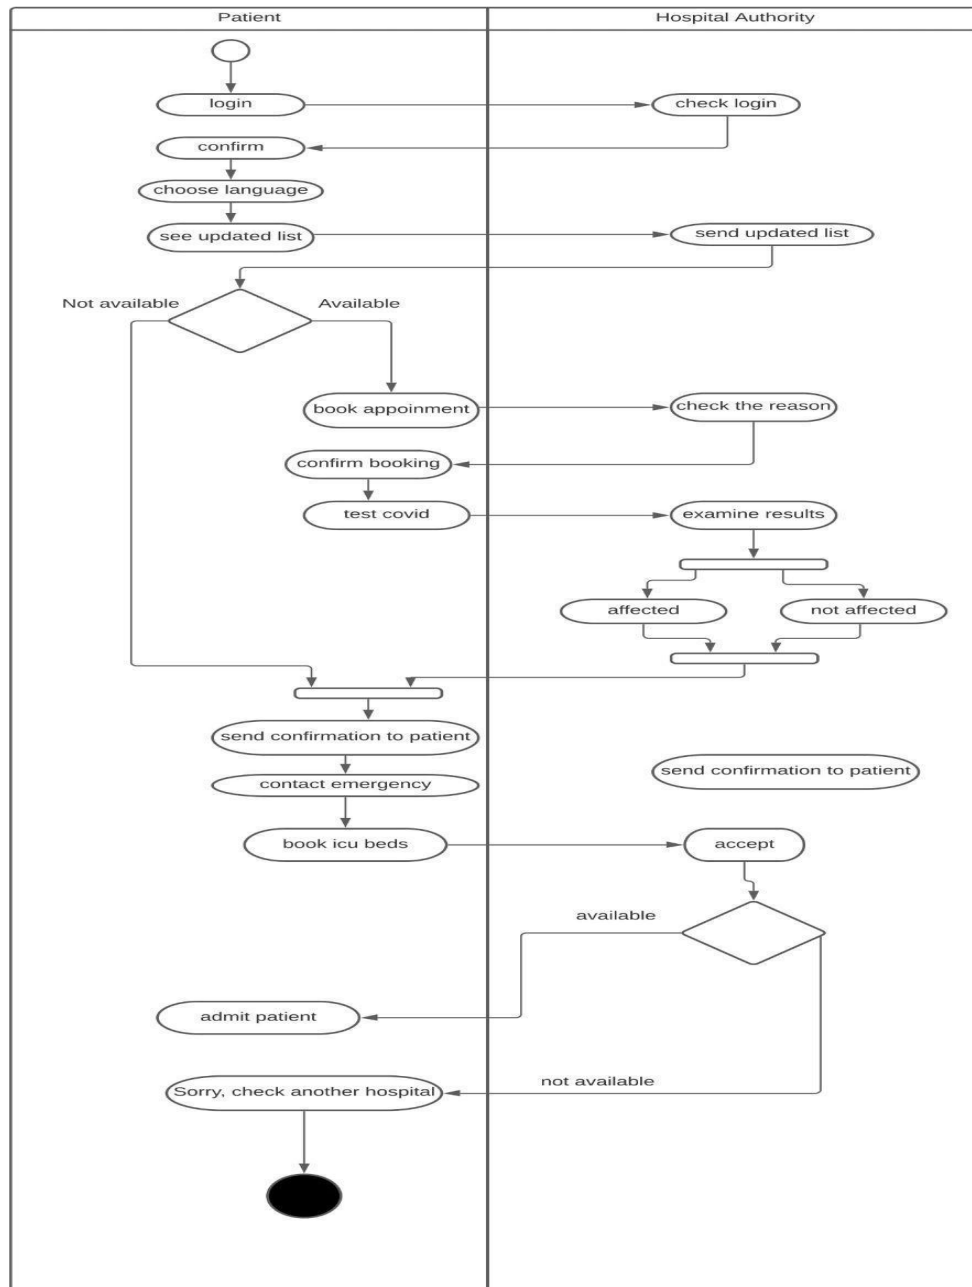 Patient
Hospital Authority
login
check login
confirm
choose language
see updated list
send updated list
Not available
Available
book appoinment
check the reason
confirm booking
test covid
examine results
affected
not affected
send confirmation to patient
send confirmation to patient
contact emergency
book icu beds
accept
available
admit patient
not available
Sorry, check another hospital